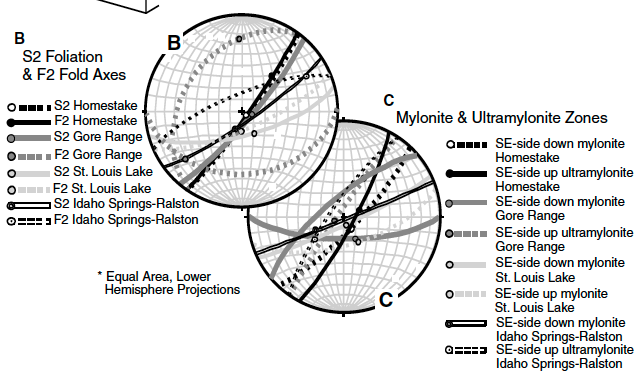 B
S2 Foliation
& F2 Fold Axes
S2 Homestake
F2 Homestake
S2 Gore Range
F2 Gore Range
S2 St. Louis Lake
F2 St. Louis Lake
S2 Idaho Springs-Ralston
F2 Idaho Springs-Ralston
* Equal Area, Lower
Hemisphere Projections
B
C
Mylonite & Ultramylonite Zones
SE-side down mylonite
Homestake
SE-side up ultramylonite
Homestake
SE-side down mylonite
Gore Range
SE-side up ultramylonite
Gore Range
SE-side down mylonite
St. Louis Lake
SE-side up mylonite
St. Louis Lake
SE-side down mylonite
Idaho Springs-Ralston
SE-side up ultramylonite
Idaho Springs-Ralston
C